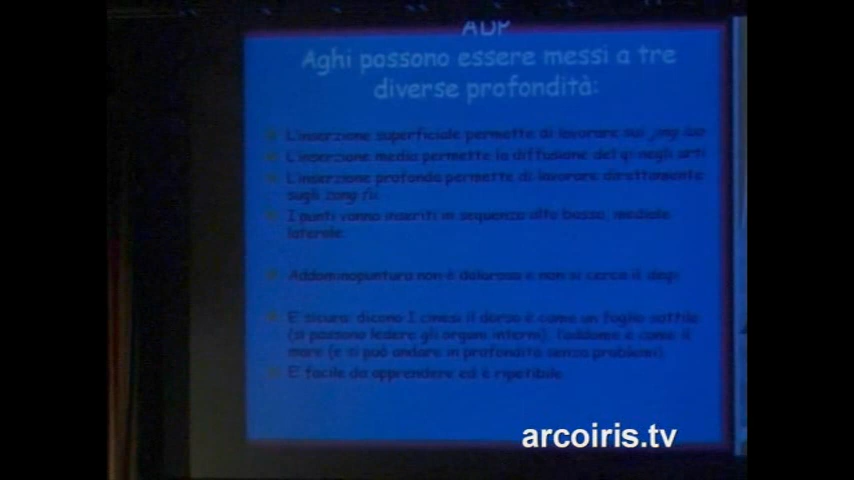 ADP
Aghi possono essere messi a tre
diverse profondità:
L'inserzione superficiale permette di lavorare sui jing luo
L'inserzione media permette la diffusione del qi negli arti
L'inserzione profonda permette di lavorare direttamente
sugli zang fu
I punti vanno inseriti in sequenza alto basso, mediale
laterale.
Addominopuntura non è dolorosa e non si cerca il deqi
E' sicura: dicono I cinesi il dorso è come un foglio sottile
(si possono ledere gli organi interni), l'addome è come il
mare (e si può andare in profondità senza problemi).
E' facile da apprendere ed è ripetibile
arcoiris.tv